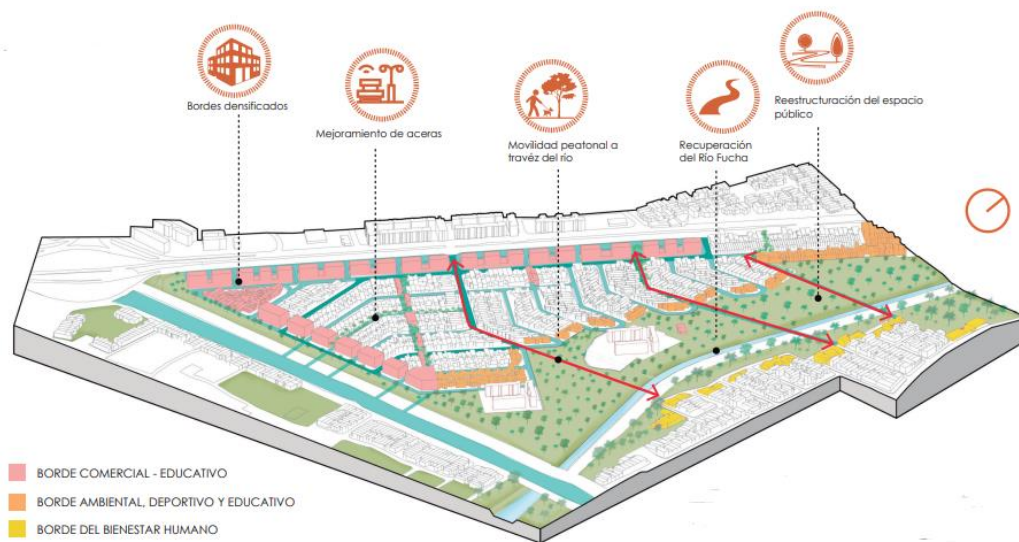 Bordes densificados
Mejoramiento de aceras
Movilidad peatonal a
travéz del río
Recuperación
del Río Fucha
Reestructuración del espacio
público
BORDE COMERCIAL - EDUCATIVO
BORDE AMBIENTAL, DEPORTIVO Y EDUCATIVO
BORDE DEL BIENESTAR HUMANO